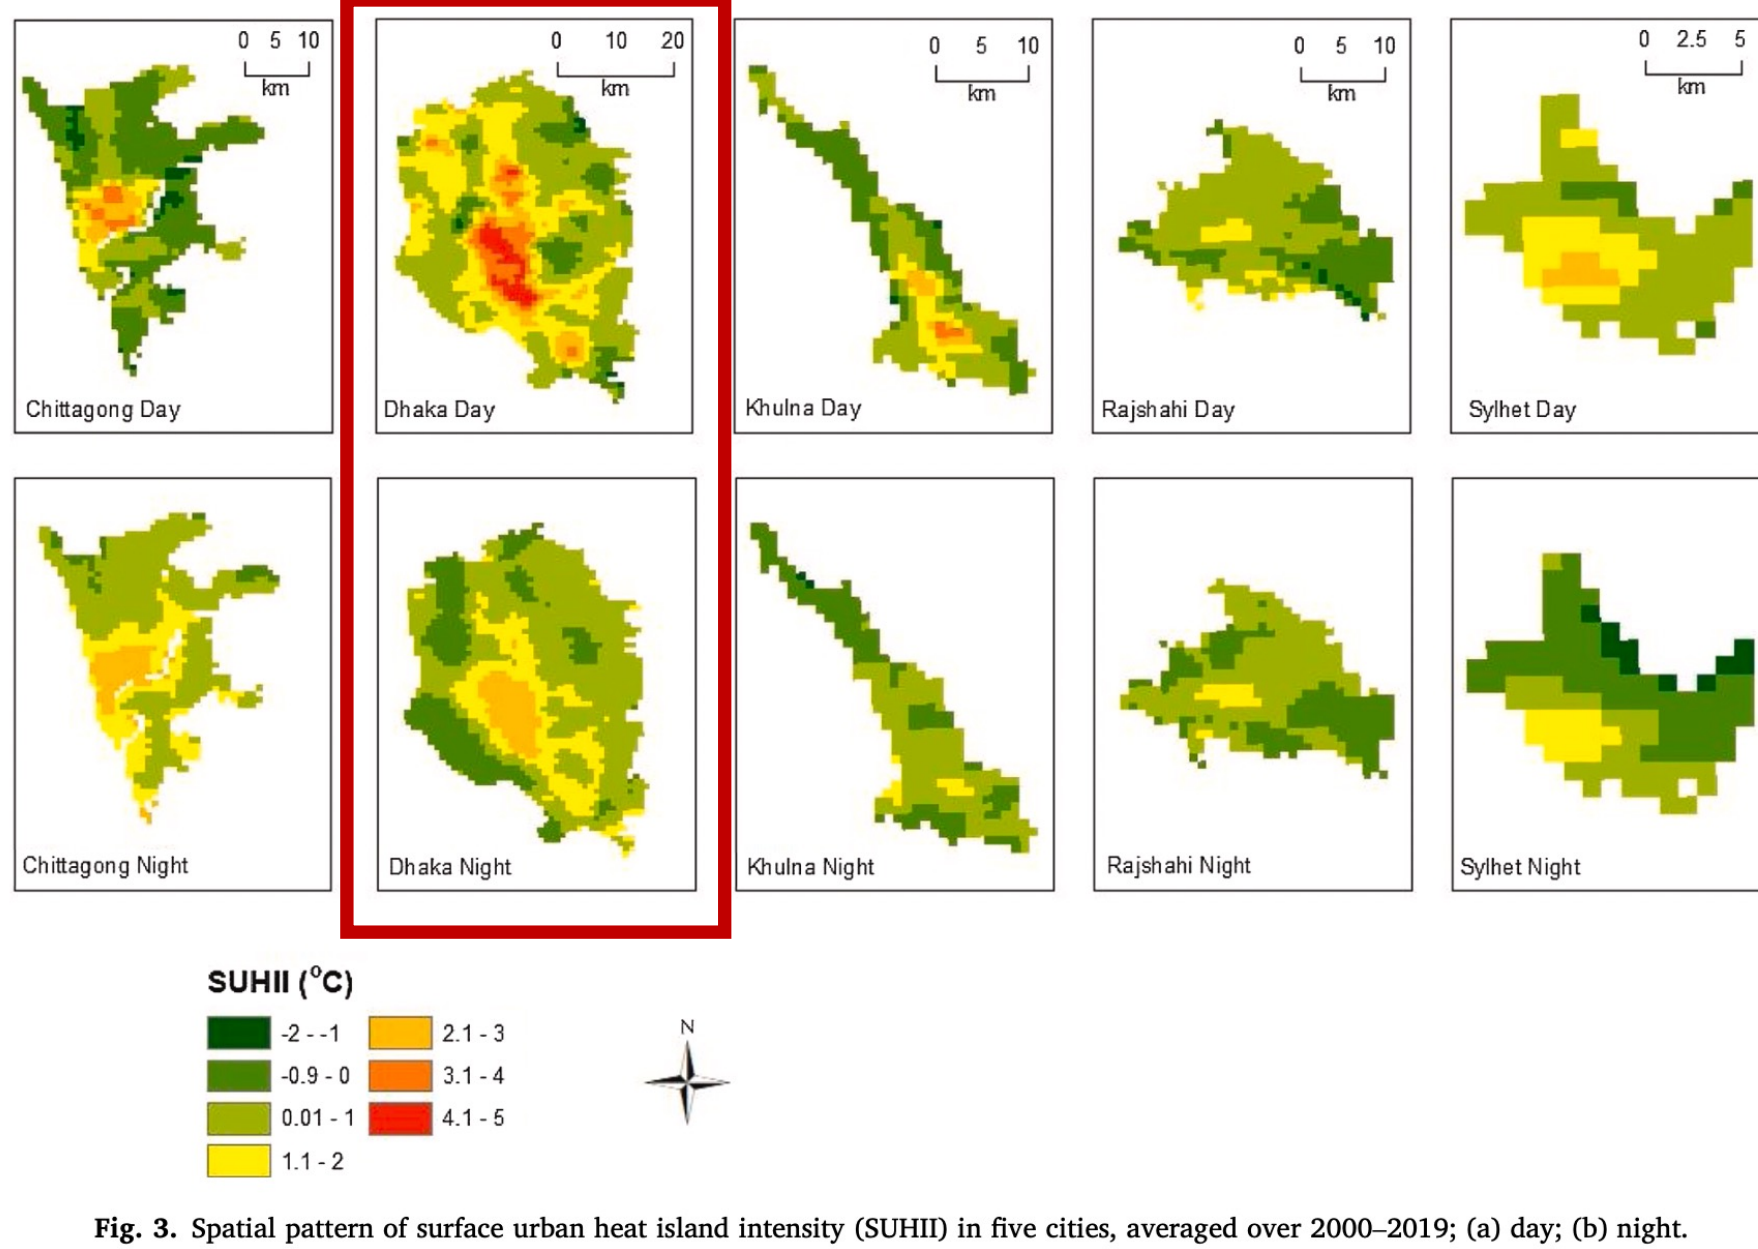 0 5 10
km
Chittagong Day
0 10 20
km
Dhaka Day
0 5 10
km
Khulna Day
0 5 10
km
Rajshahi Day
0 2.5 5
km
Sylhet Day
Chittagong Night
Dhaka Night
Khulna Night
Rajshahi Night
Sylhet Night
SUHII (°C)
-2 - -1
-0.9 - 0
0.01 - 1
1.1 - 2
2.1 - 3
3.1 - 4
4.1 - 5
N
Fig. 3. Spatial pattern of surface urban heat island intensity (SUHII) in five cities, averaged over 2000–2019; (a) day; (b) night.